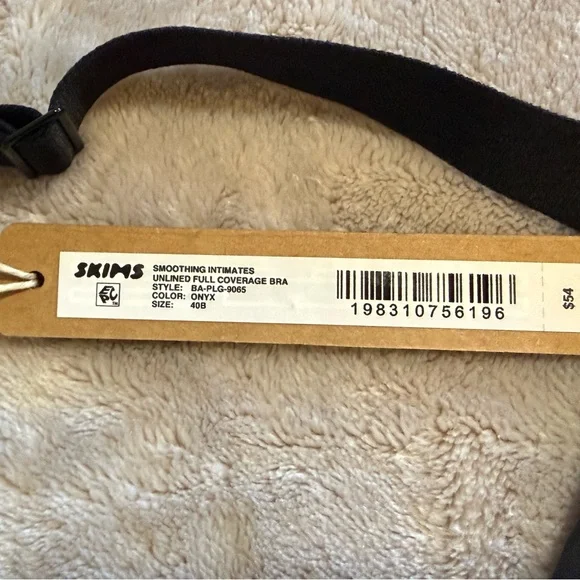 SKIMS
SMOOTHING INTIMATES
UNLINED FULL COVERAGE BRA
STYLE: BA-PLG-9065
COLOR: ONYX
SIZE: 40B
198310756196
$54